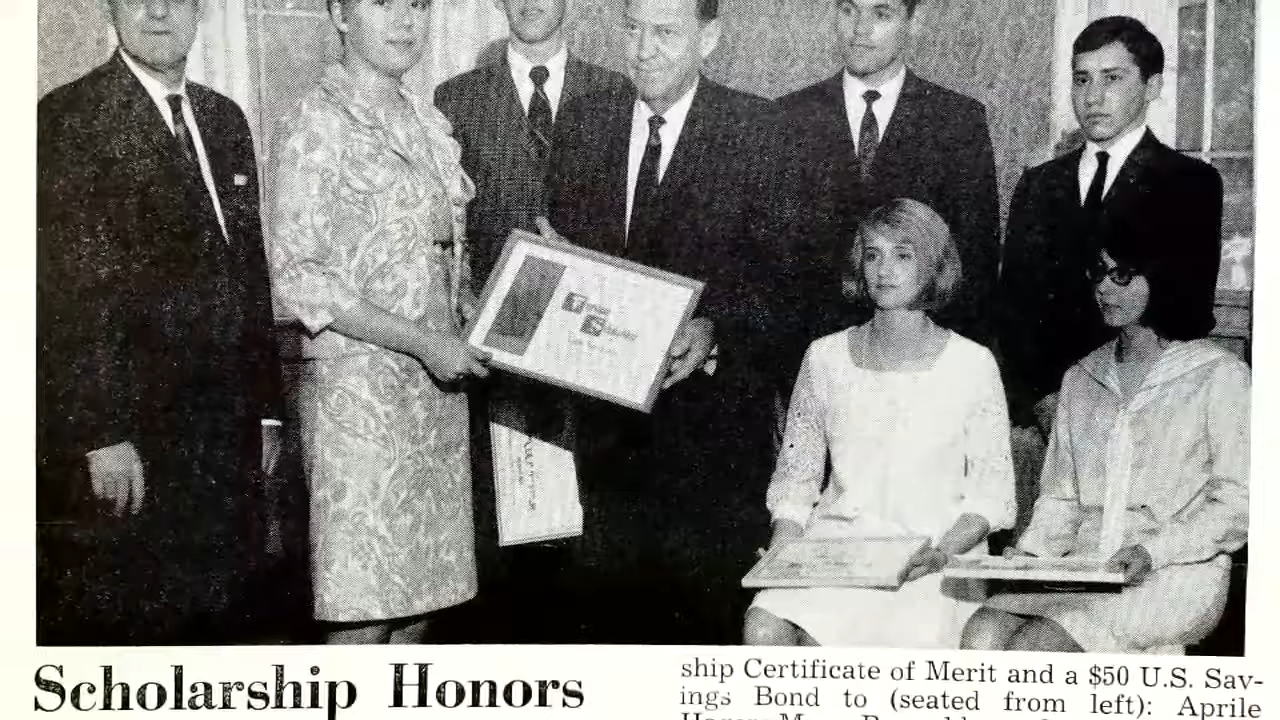 Scholarship Honors
ship Certificate of Merit and a $50 U.S. Sav-
ings Bond to (seated from left): Aprile